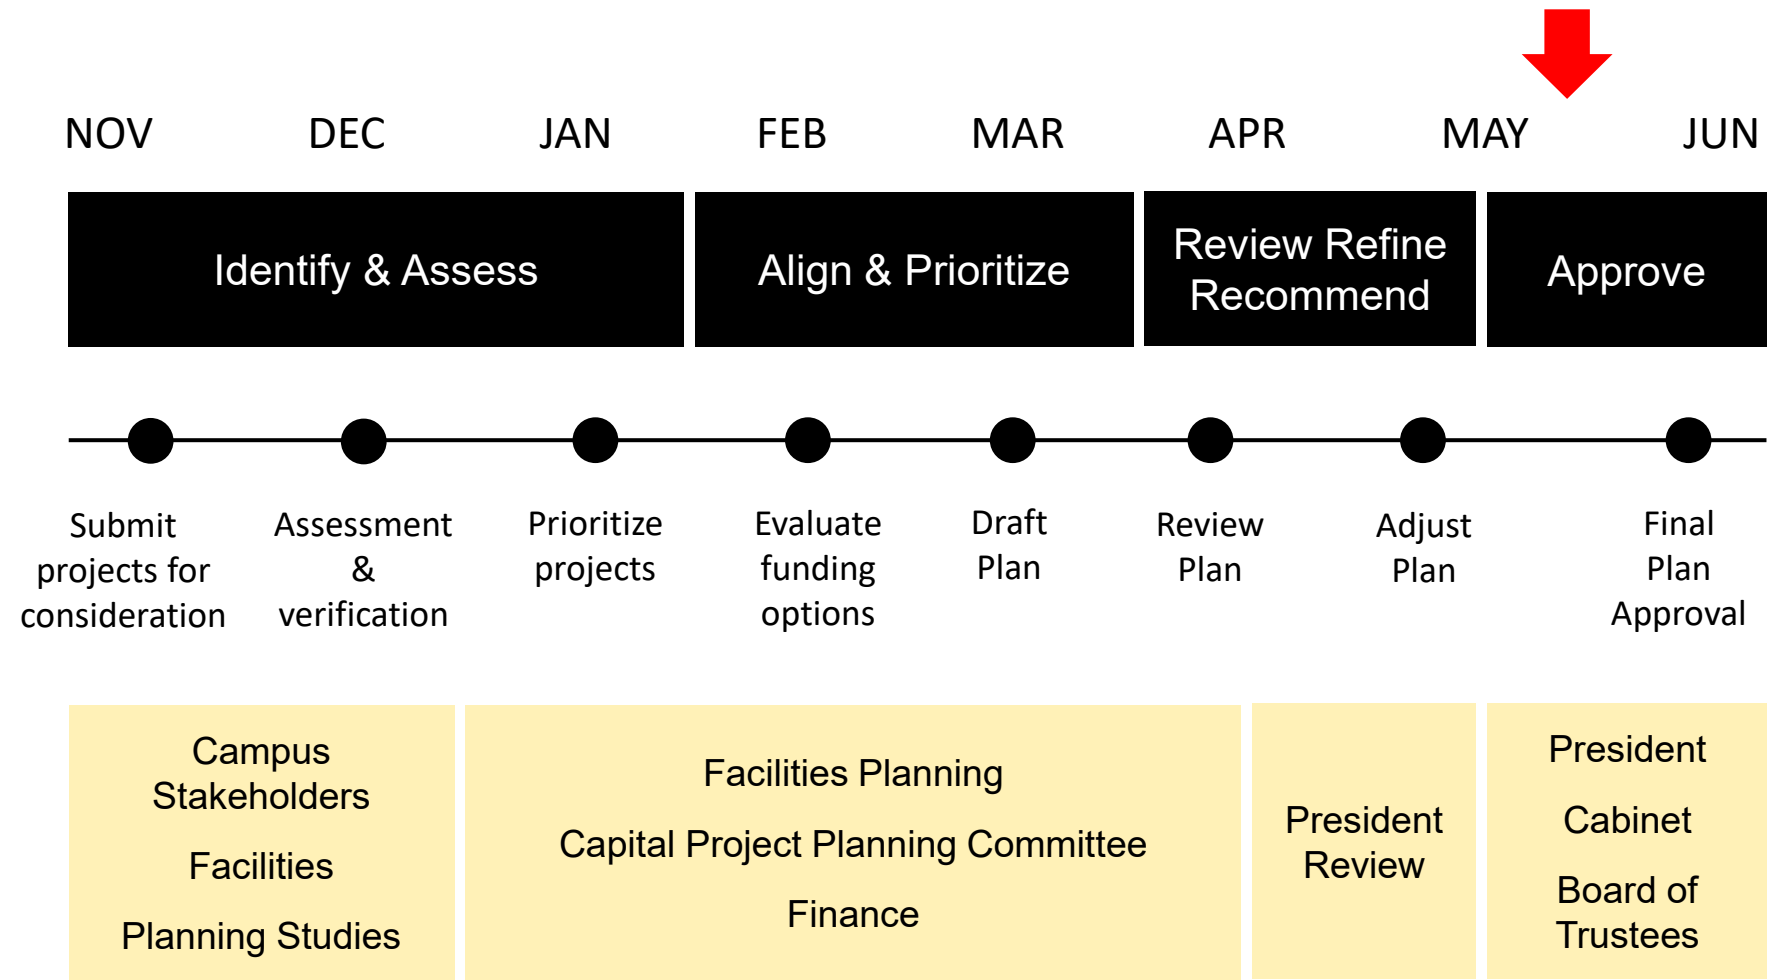 NOV DEC JAN FEB MAR APR MAY JUN
Identify & Assess
Align & Prioritize
Review Refine
Recommend
Approve
Submit
projects for
consideration
Assessment
&
verification
Prioritize
projects
Evaluate
funding
options
Draft
Plan
Review
Plan
Adjust
Plan
Final
Plan
Approval
Campus
Stakeholders
Facilities
Planning Studies
Facilities Planning
Capital Project Planning Committee
Finance
President
Review
President
Cabinet
Board of
Trustees